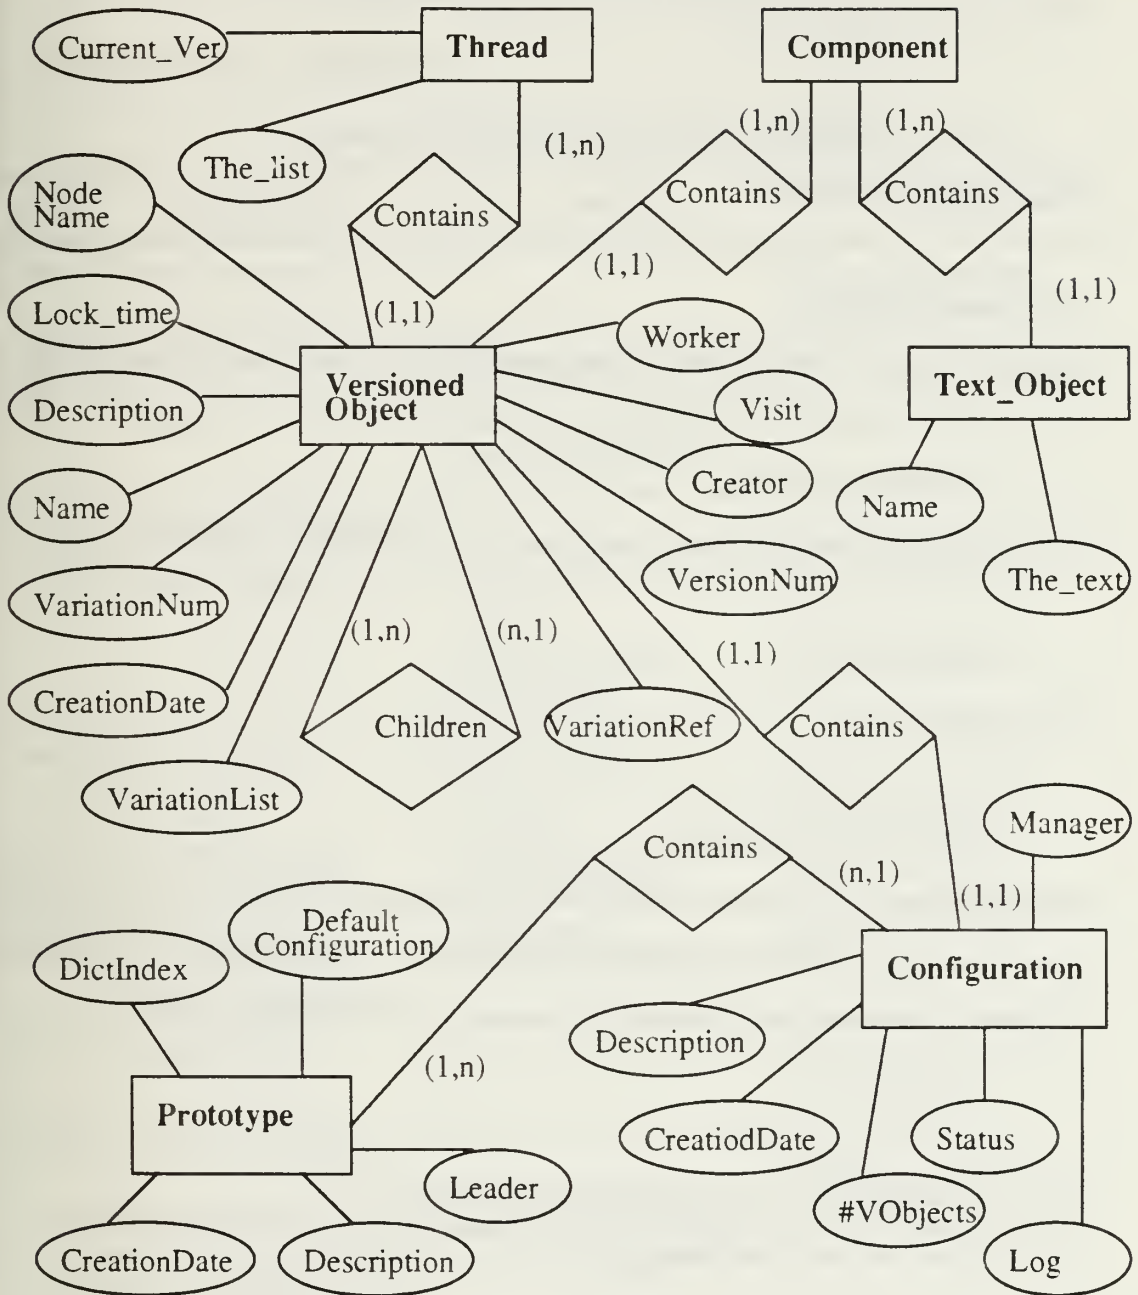 Current_Ver
Thread
Component
The_list
(1,n)
(1,n)
(1,n)
Node
Name
Contains
Contains
Contains
(1,1)
(1,1)
(1,1)
Lock_time
Worker
Versioned
Object
Text_Object
Description
Visit
Name
Creator
Name
VariationNum
VersionNum
The_text
(1,n)
(n,1)
(1,1)
CreationDate
Children
VariationRef
Contains
VariationList
Manager
Contains
(n,1)
(1,1)
Default
Configuration
DictIndex
Configuration
Description
(1,n)
Prototype
CreatiodDate
Status
Leader
#VObjects
CreationDate
Description
Log